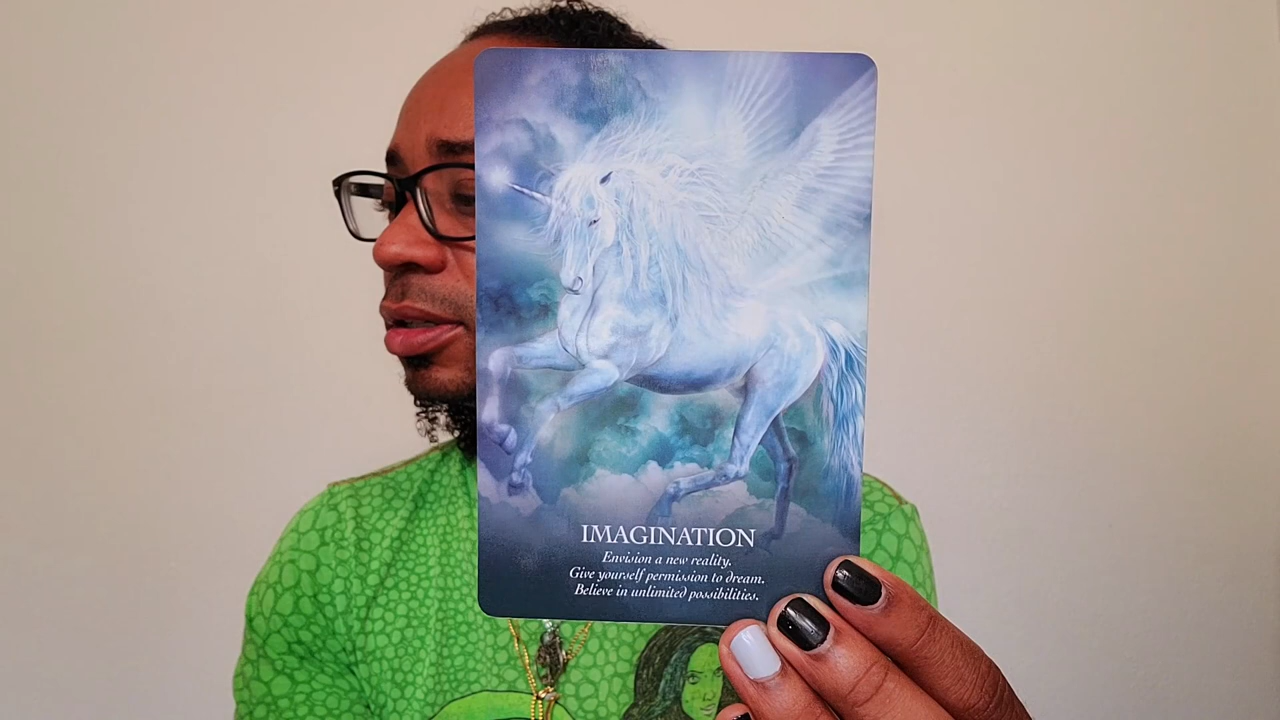 IMAGINATION
Envision a new reality.
Give yourself permission to dream.
Believe in unlimited possibilities.